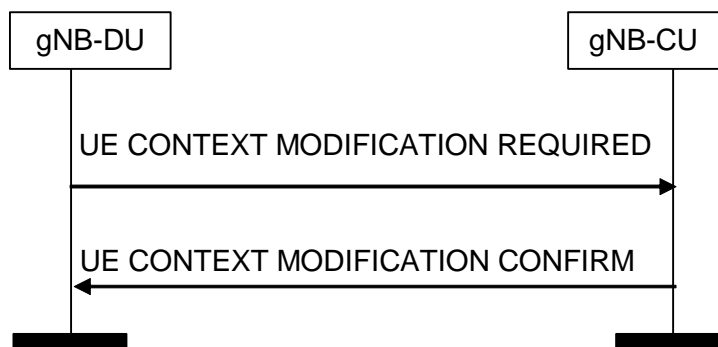 gNB-DU
gNB-CU
UE CONTEXT MODIFICATION REQUIRED
UE CONTEXT MODIFICATION CONFIRM